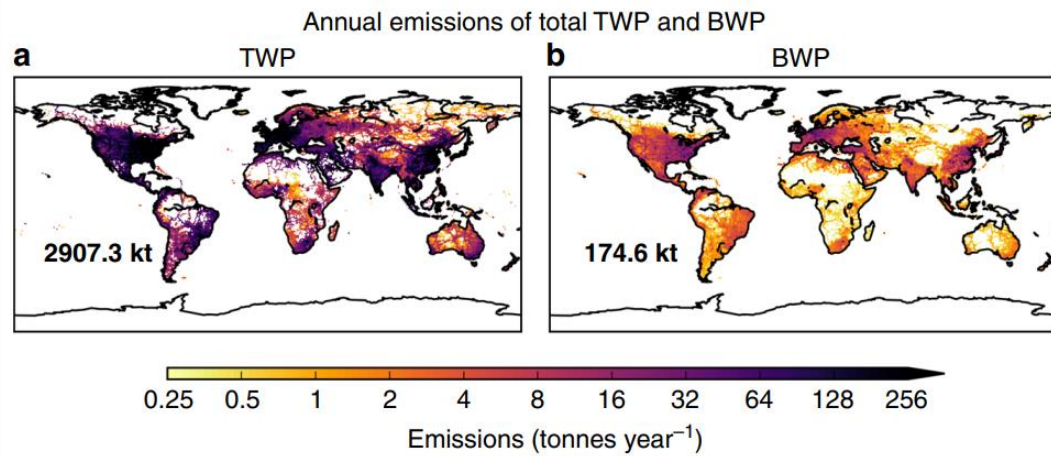 Annual emissions of total TWP and BWP
a TWP
b BWP
2907.3 kt
174.6 kt
0.25 0.5 1 2 4 8 16 32 64 128 256
Emissions (tonnes year⁻¹)